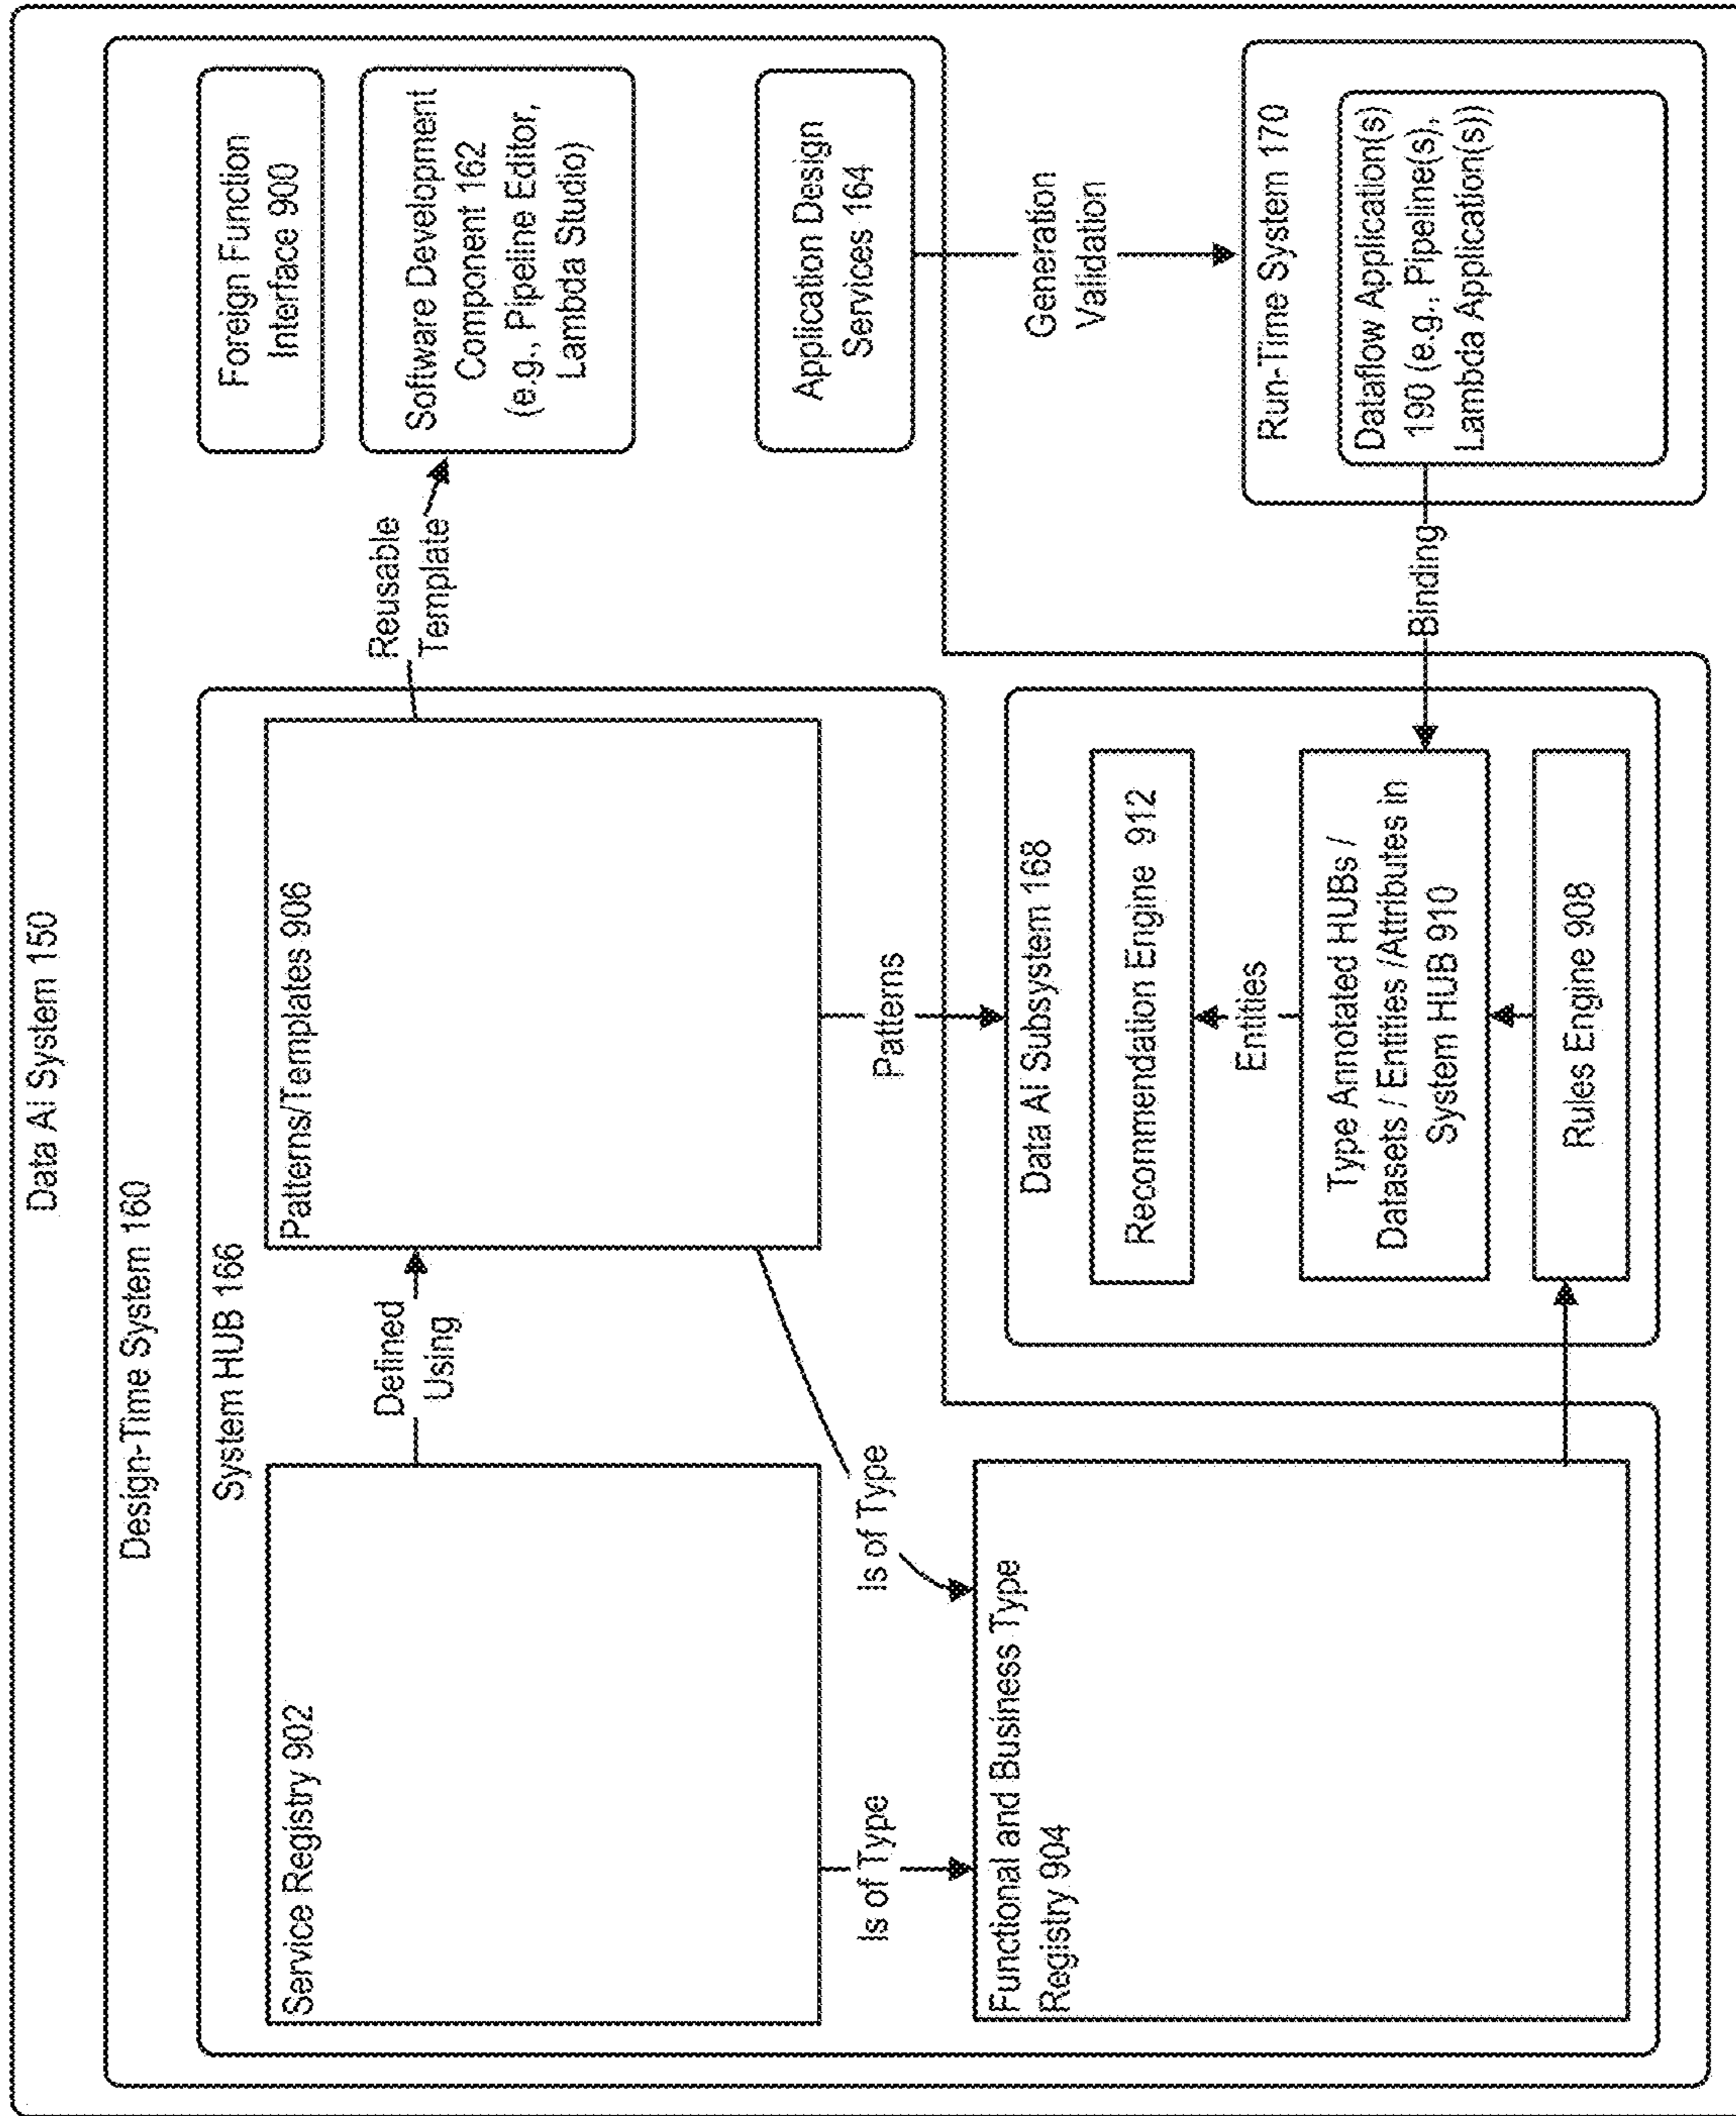 Data AI System 150
Design-Time System 160
System HUB 166
Service Registry 902
Defined
Using
Patterns/Templates 906
Reusable
Template
Foreign Function
Interface 900
Software Development
Component 162
(e.g., Pipeline Editor,
Lambda Studio)
Application Design
Services 164
Is of Type
Is of Type
Patterns
Generation
Validation
Functional and Business Type
Registry 904
Data AI Subsystem 168
Recommendation Engine 912
Entities
Type Annotated HUBs /
Datasets / Entities /Attributes in
System HUB 910
Rules Engine 908
Binding
Run-Time System 170
Dataflow Application(s)
190 (e.g., Pipeline(s),
Lambda Application(s))